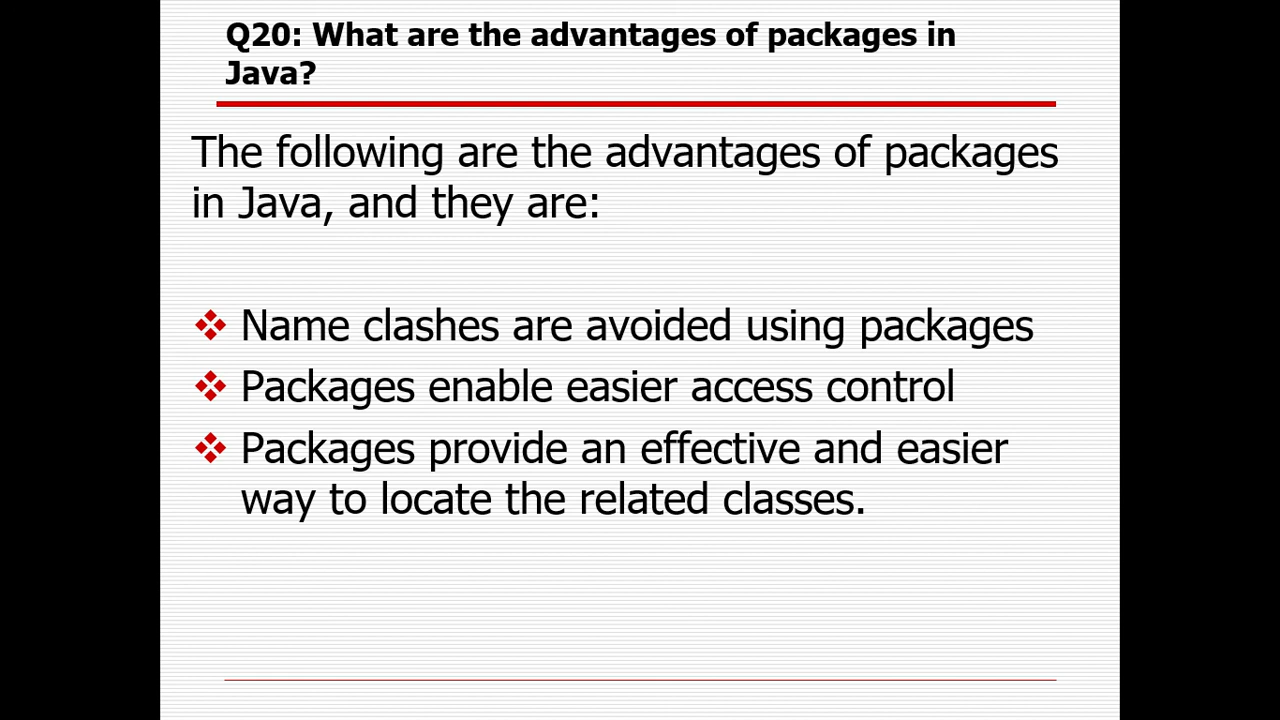 Q20: What are the advantages of packages in
Java?
The following are the advantages of packages
in Java, and they are:
❖ Name clashes are avoided using packages
❖ Packages enable easier access control
❖ Packages provide an effective and easier
way to locate the related classes.